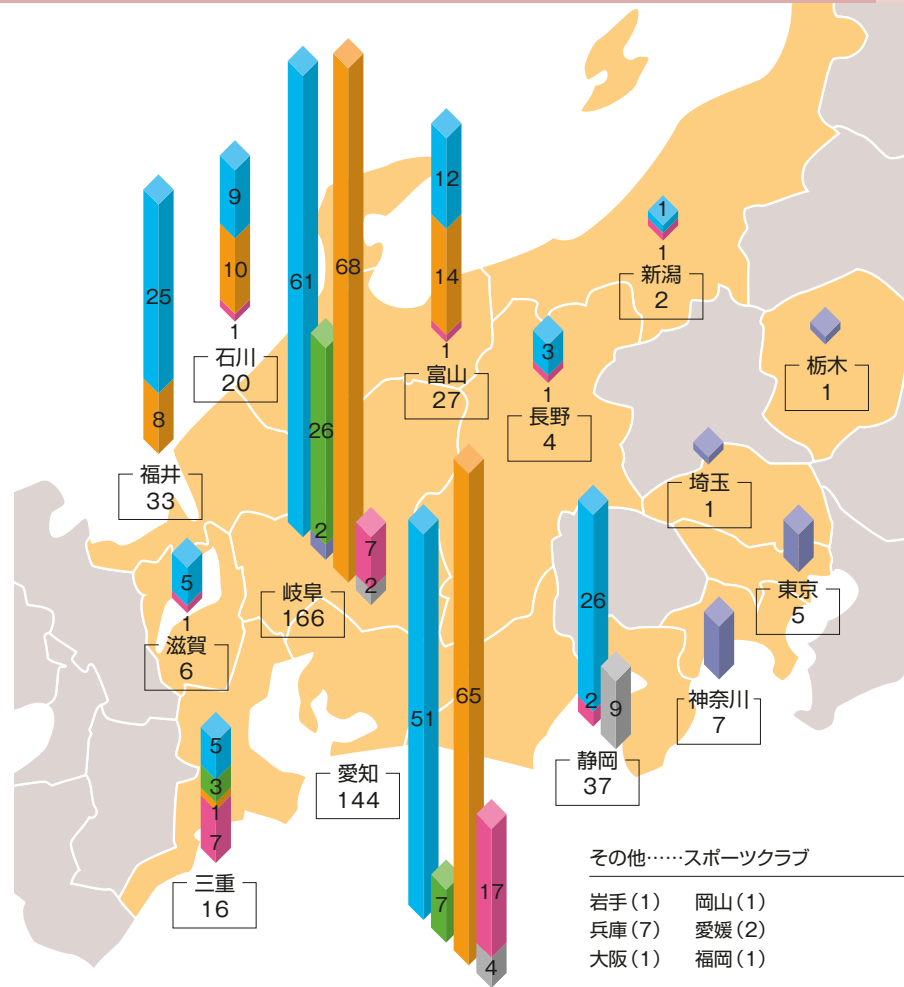 25
8
福井
33
9
10
1
石川
20
61
26
2
68
7
2
岐阜
166
12
14
1
富山
27
3
1
長野
4
1
1
新潟
2
栃木
1
埼玉
1
東京
5
神奈川
7
26
2
9
静岡
37
5
1
滋賀
6
5
3
1
7
三重
16
愛知
144
51
7
65
17
4
その他……スポーツクラブ
岩手(1) 岡山(1)
兵庫(7) 愛媛(2)
大阪(1) 福岡(1)